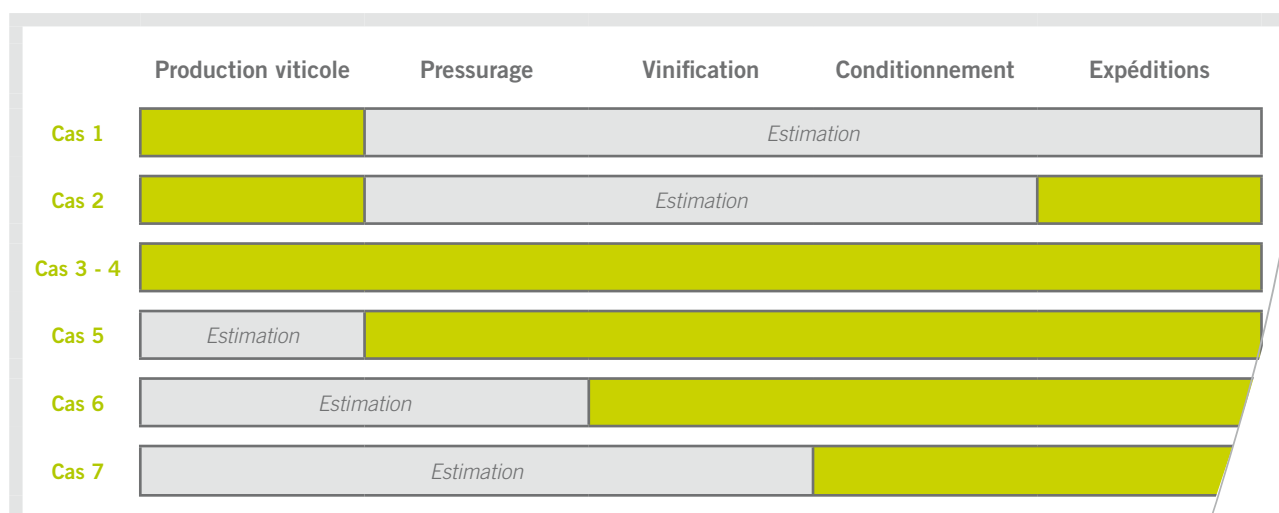 Production viticole Pressurage Vinification Conditionnement Expéditions
Cas 1 Estimation
Cas 2 Estimation
Cas 3 - 4
Cas 5 Estimation
Cas 6 Estimation
Cas 7 Estimation